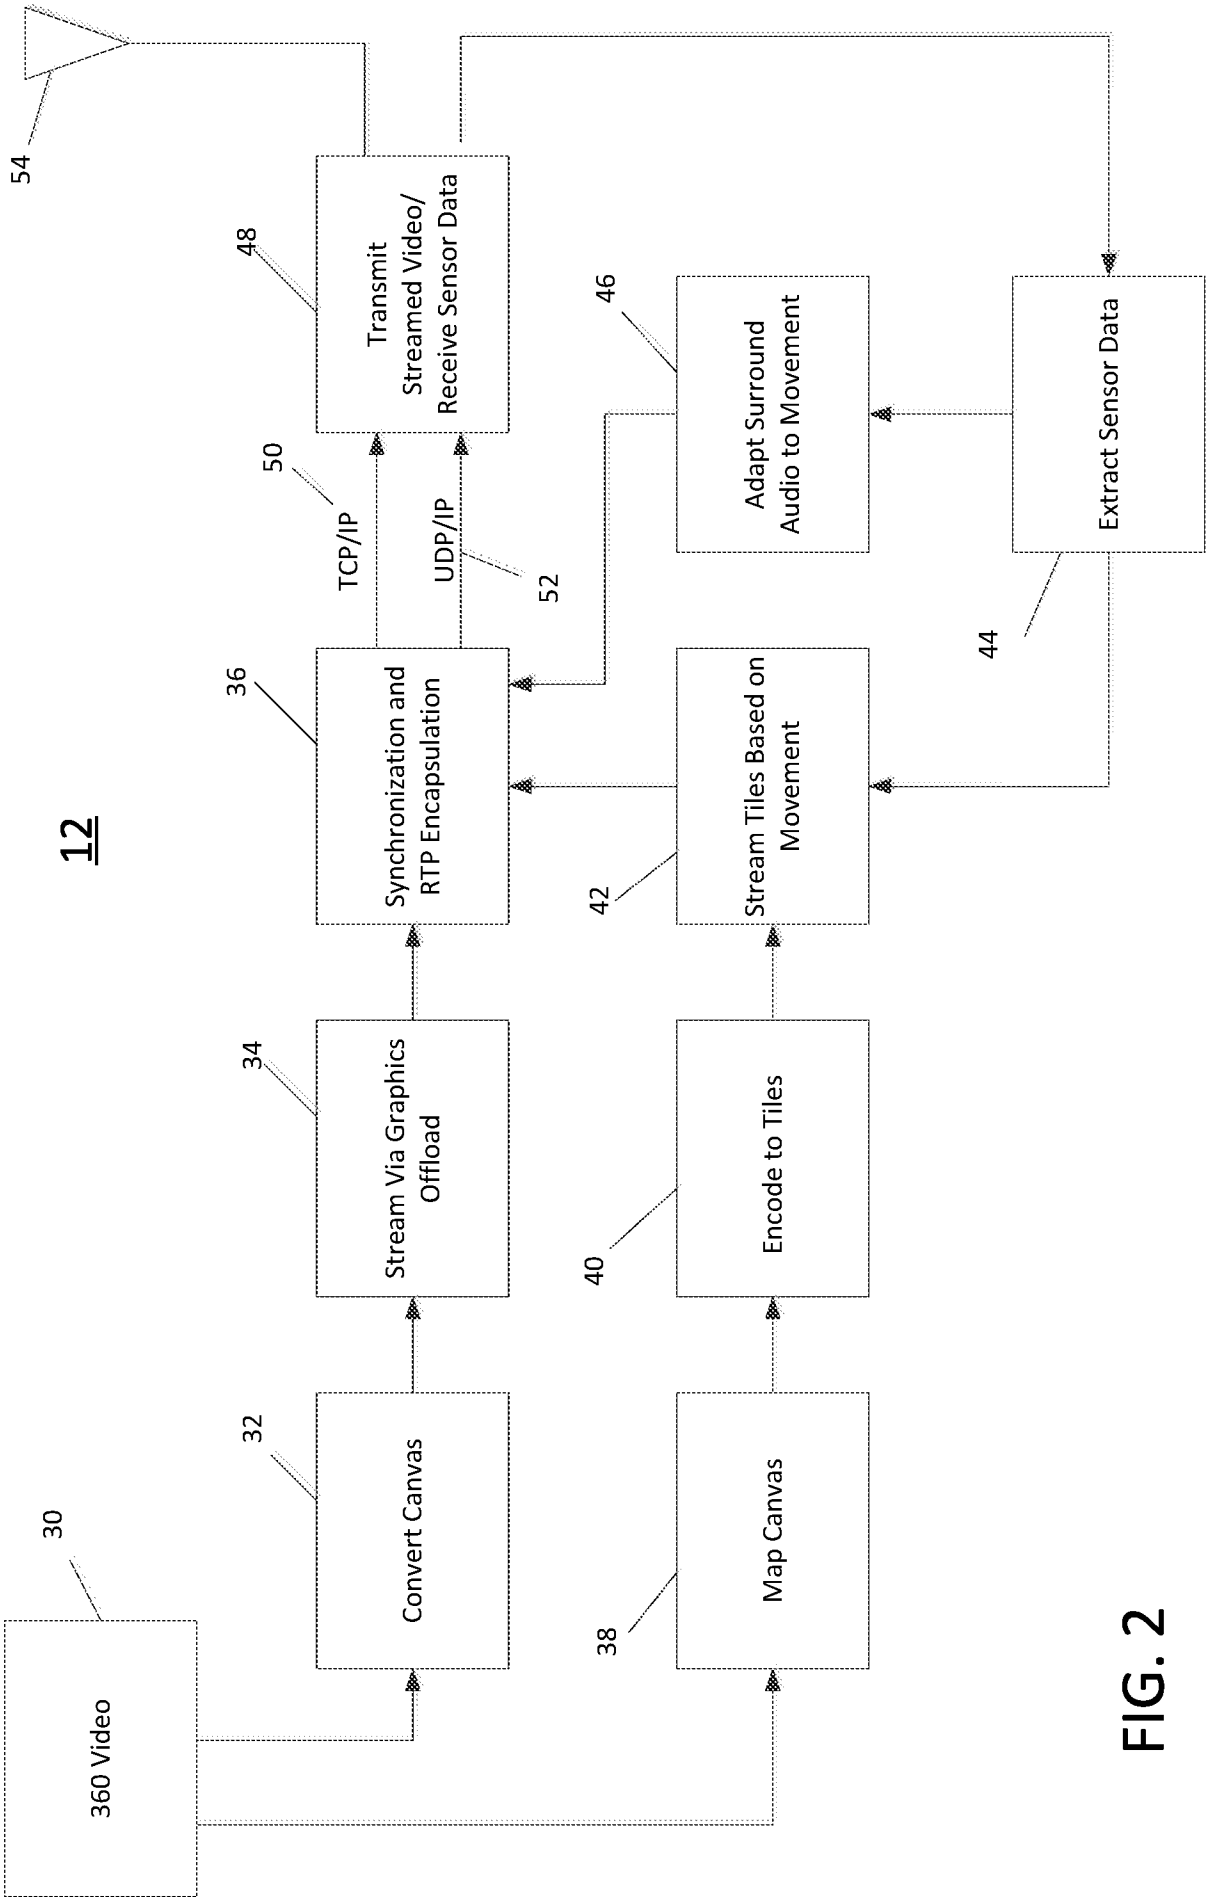 12
54
48
Transmit
Streamed Video/
Receive Sensor Data
50
TCP/IP
UDP/IP
52
46
Adapt Surround
Audio to Movement
Extract Sensor Data
44
36
Synchronization and
RTP Encapsulation
42
Stream Tiles Based on
Movement
34
Stream Via Graphics
Offload
40
Encode to Tiles
32
Convert Canvas
38
Map Canvas
30
360 Video
FIG. 2